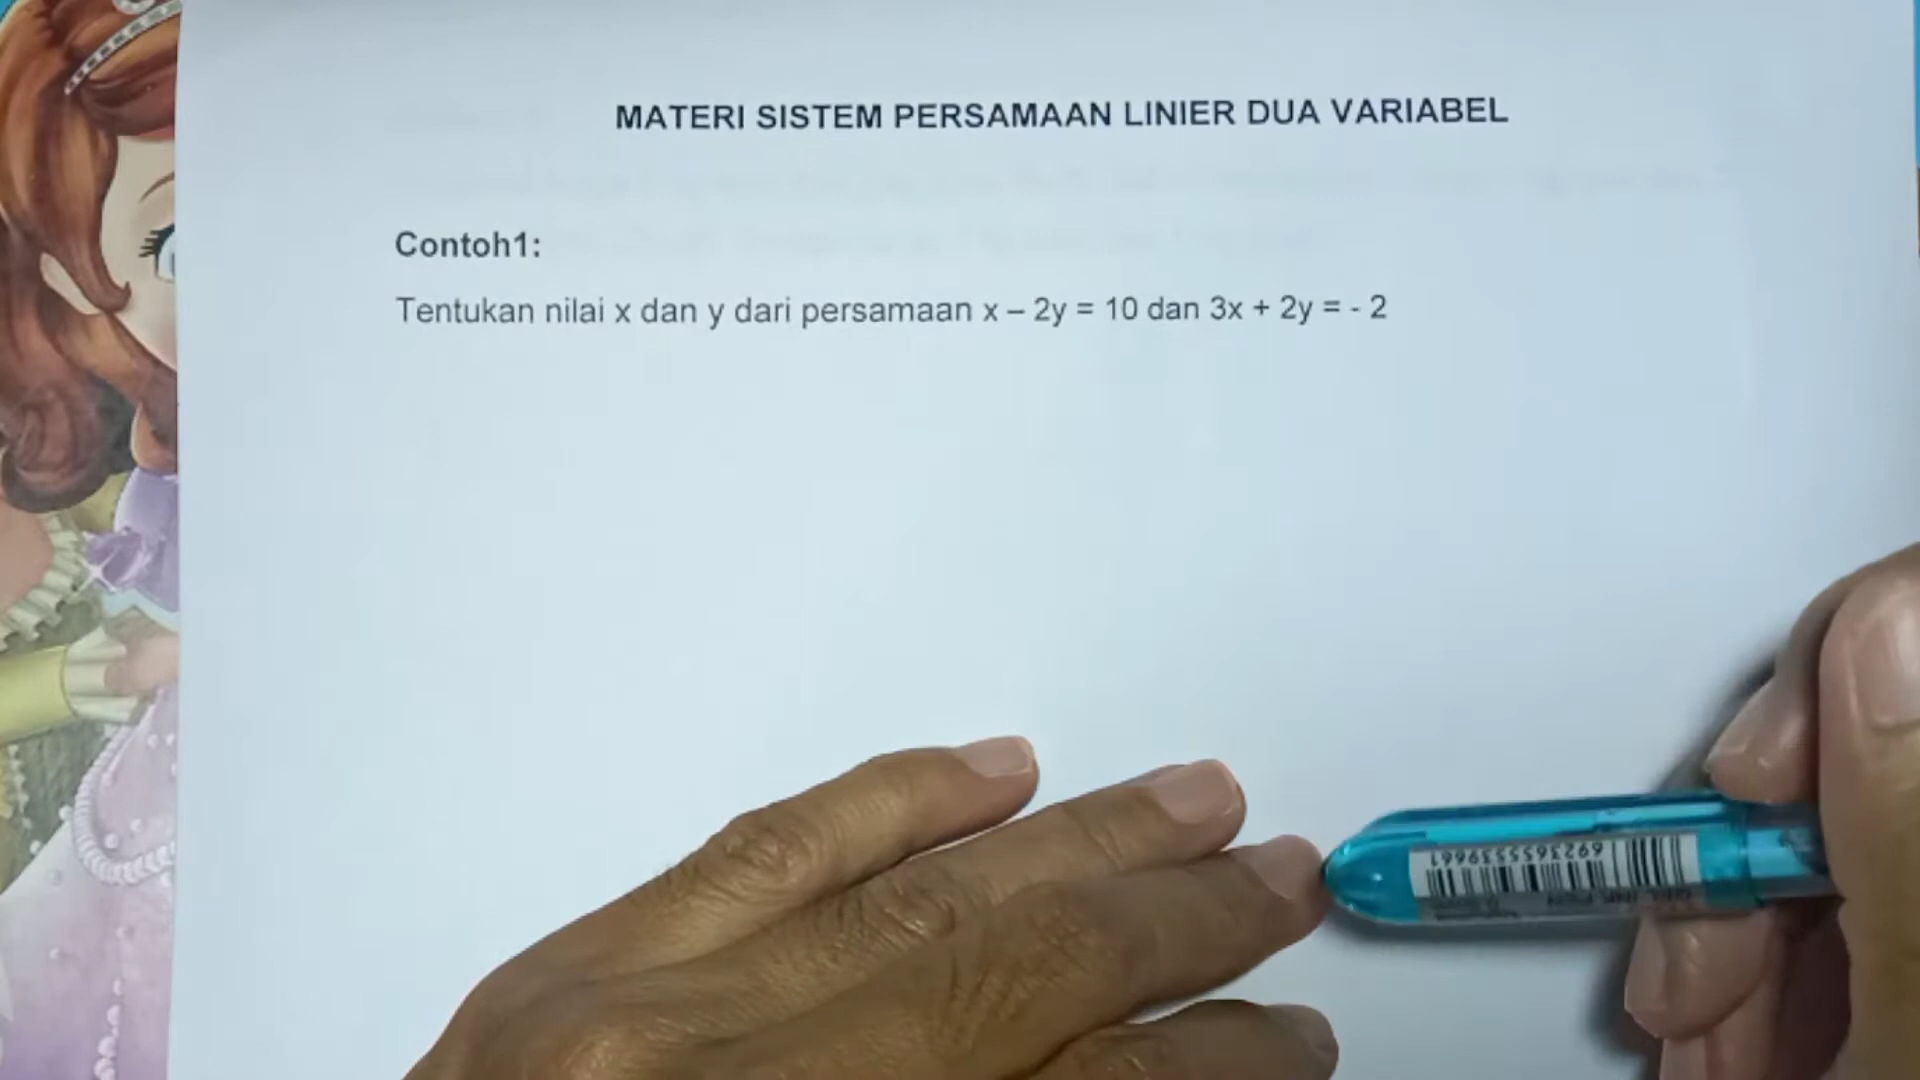 MATERI SISTEM PERSAMAAN LINIER DUA VARIABEL
Contoh1:
Tentukan nilai x dan y dari persamaan x – 2y = 10 dan 3x + 2y = - 2